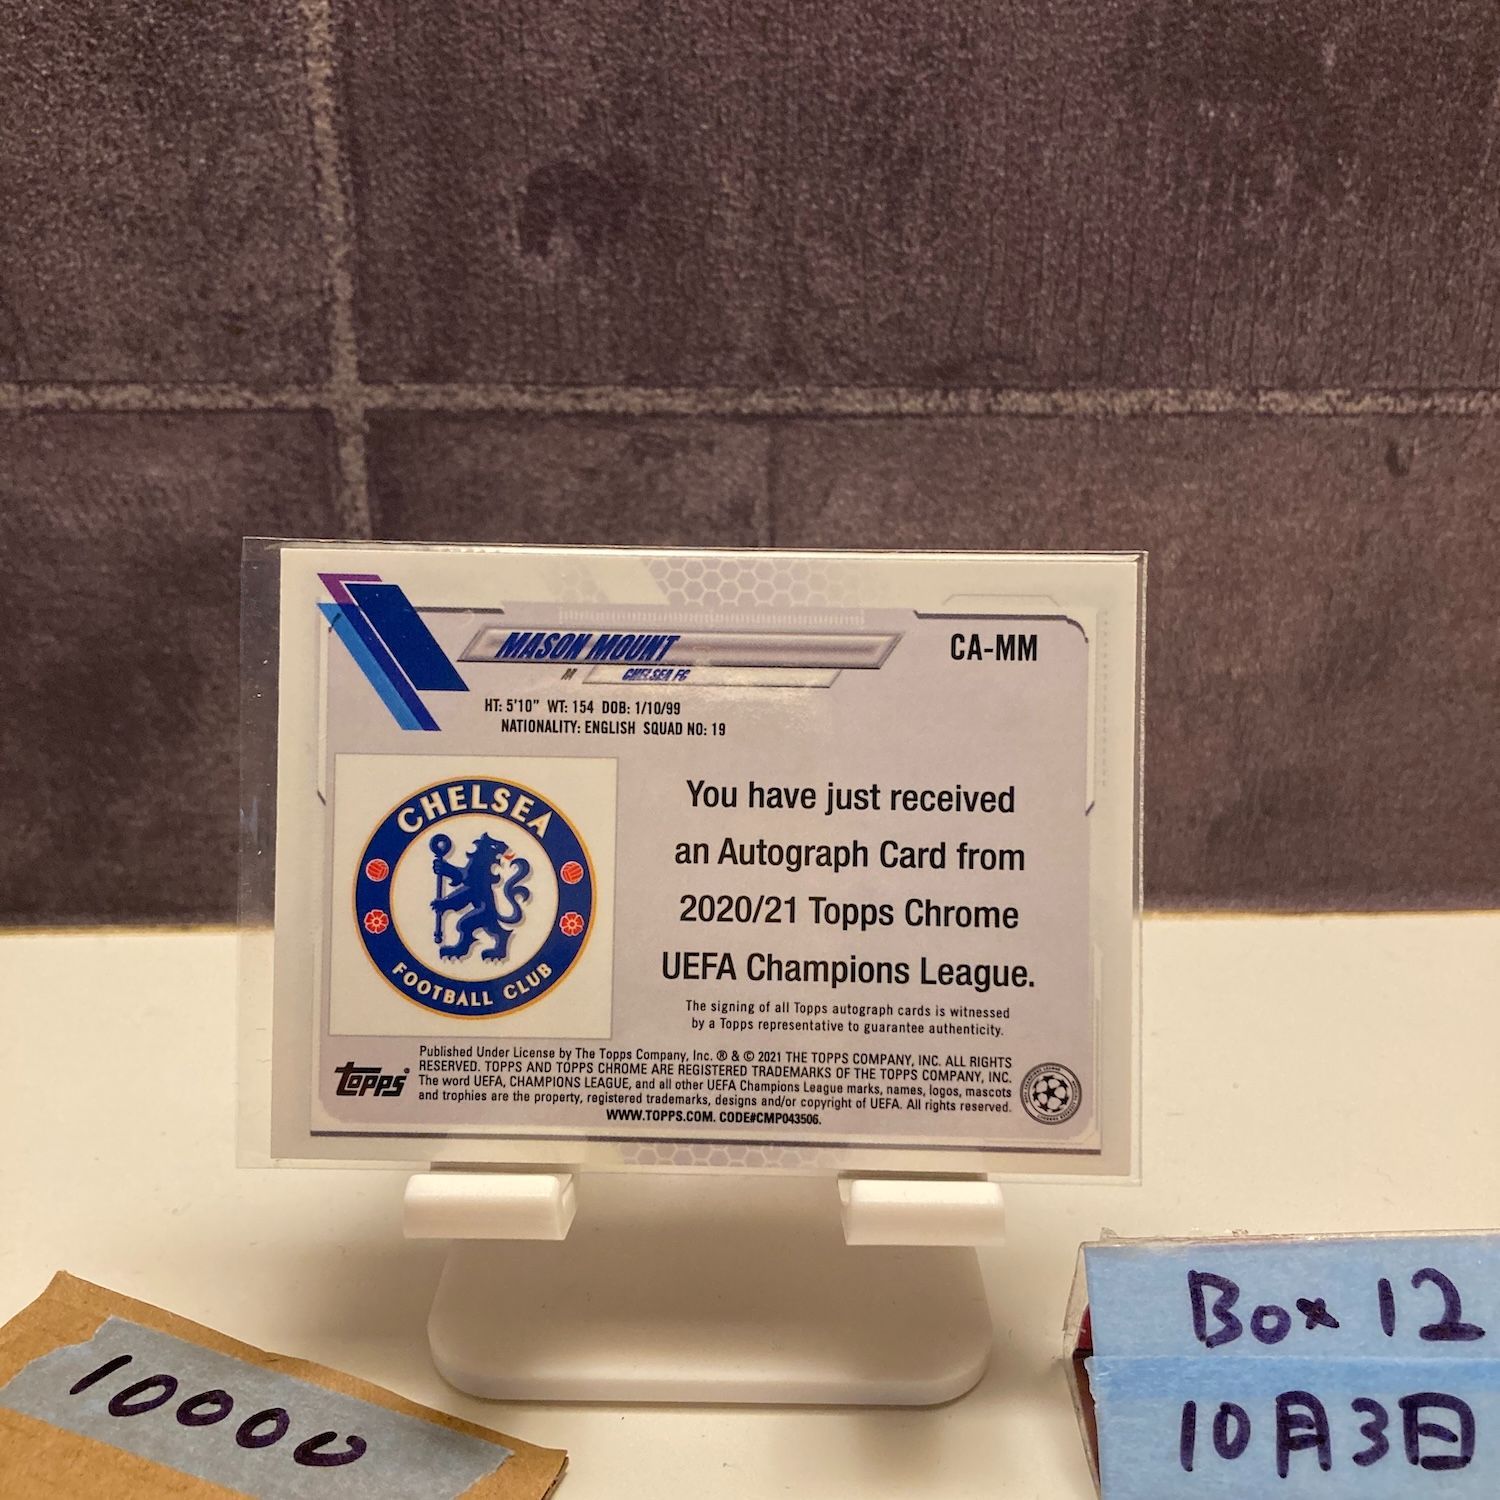 MASON MOUNT
CA-MM
M CHELSEA FC
HT: 5'10" WT: 154 DOB: 1/10/99
NATIONALITY: ENGLISH SQUAD NO: 19
CHELSEA
FOOTBALL CLUB
You have just received
an Autograph Card from
2020/21 Topps Chrome
UEFA Champions League.
The signing of all Topps autograph cards is witnessed
by a Topps representative to guarantee authenticity.
topps®
Published Under License by The Topps Company, Inc. ® & © 2021 THE TOPPS COMPANY, INC. ALL RIGHTS
RESERVED. TOPPS AND TOPPS CHROME ARE REGISTERED TRADEMARKS OF THE TOPPS COMPANY, INC.
The word UEFA, CHAMPIONS LEAGUE, and all other UEFA Champions League marks, names, logos, mascots
and trophies are the property, registered trademarks, designs and/or copyright of UEFA. All rights reserved.
WWW.TOPPS.COM. CODE#CMP043506.
10000
Box 12
10月3日